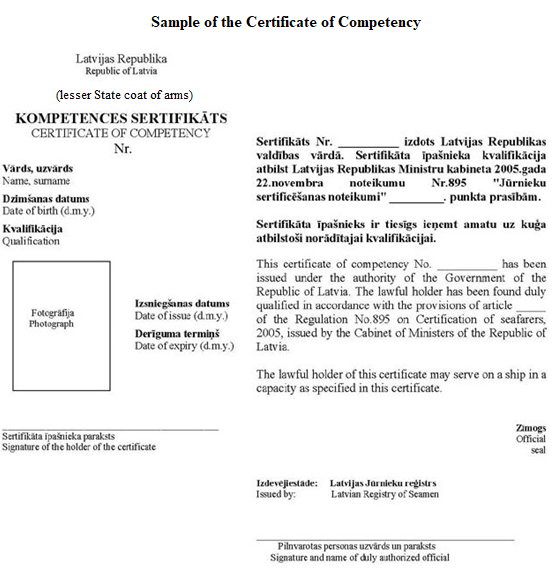 Sample of the Certificate of Competency
Latvijas Republika
Republic of Latvia
(lesser State coat of arms)
KOMPETENCES SERTIFIKĀTS
CERTIFICATE OF COMPETENCY
Nr.
Vārds, uzvārds
Name, surname
Dzimšanas datums
Date of birth (d.m.y.)
Kvalifikācija
Qualification
Fotogrāfija
Photograph
Izsniegšanas datums
Date of issue (d.m.y.)
Derīguma termiņš
Date of expiry (d.m.y.)
Sertifikāta īpašnieka paraksts
Signature of the holder of the certificate
Sertifikāts Nr. __________ izdots Latvijas Republikas
valdības vārdā. Sertifikāta īpašnieka kvalifikācija
atbilst Latvijas Republikas Ministru kabineta 2005.gada
22.novembra noteikumu Nr.895 "Jūrnieku
sertificēšanas noteikumi" _________. punkta prasībām.
Sertifikāta īpašnieks ir tiesīgs ieņemt amatu uz kuģa
atbilstoši norādītajai kvalifikācijai.
This certificate of competency No. __________ has been
issued under the authority of the Government of the
Republic of Latvia. The lawful holder has been found duly
qualified in accordance with the provisions of article _____
of the Regulation No.895 on Certification of seafarers,
2005, issued by the Cabinet of Ministers of the Republic of
Latvia.
The lawful holder of this certificate may serve on a ship in a
capacity as specified in this certificate.
Zīmogs
Official
seal
Izdevējiestāde: Latvijas Jūrnieku reģistrs
Issued by: Latvian Registry of Seamen
Pilnvarotas personas uzvārds un paraksts
Signature and name of duly authorized official